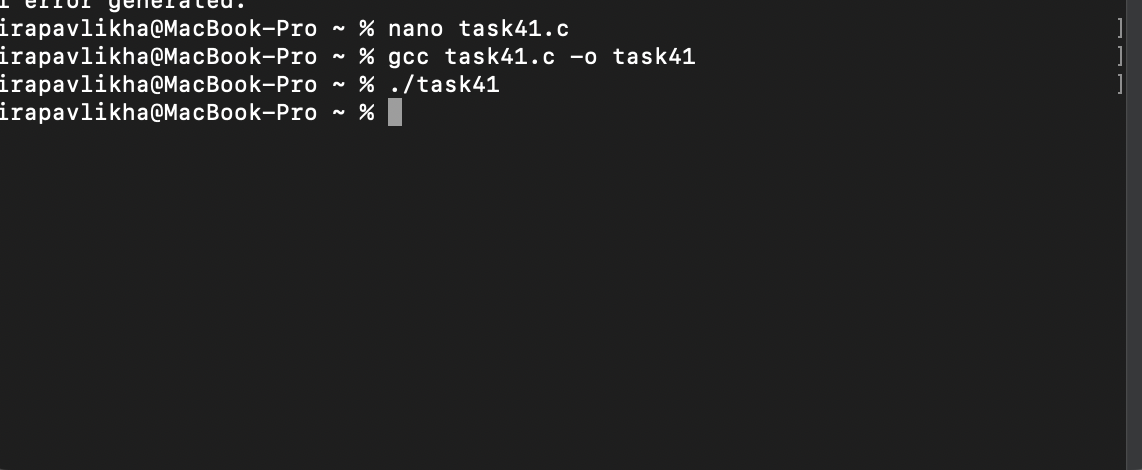 1 error generated.
irapavlikha@MacBook-Pro ~ % nano task41.c ]
irapavlikha@MacBook-Pro ~ % gcc task41.c -o task41 ]
irapavlikha@MacBook-Pro ~ % ./task41 ]
irapavlikha@MacBook-Pro ~ %